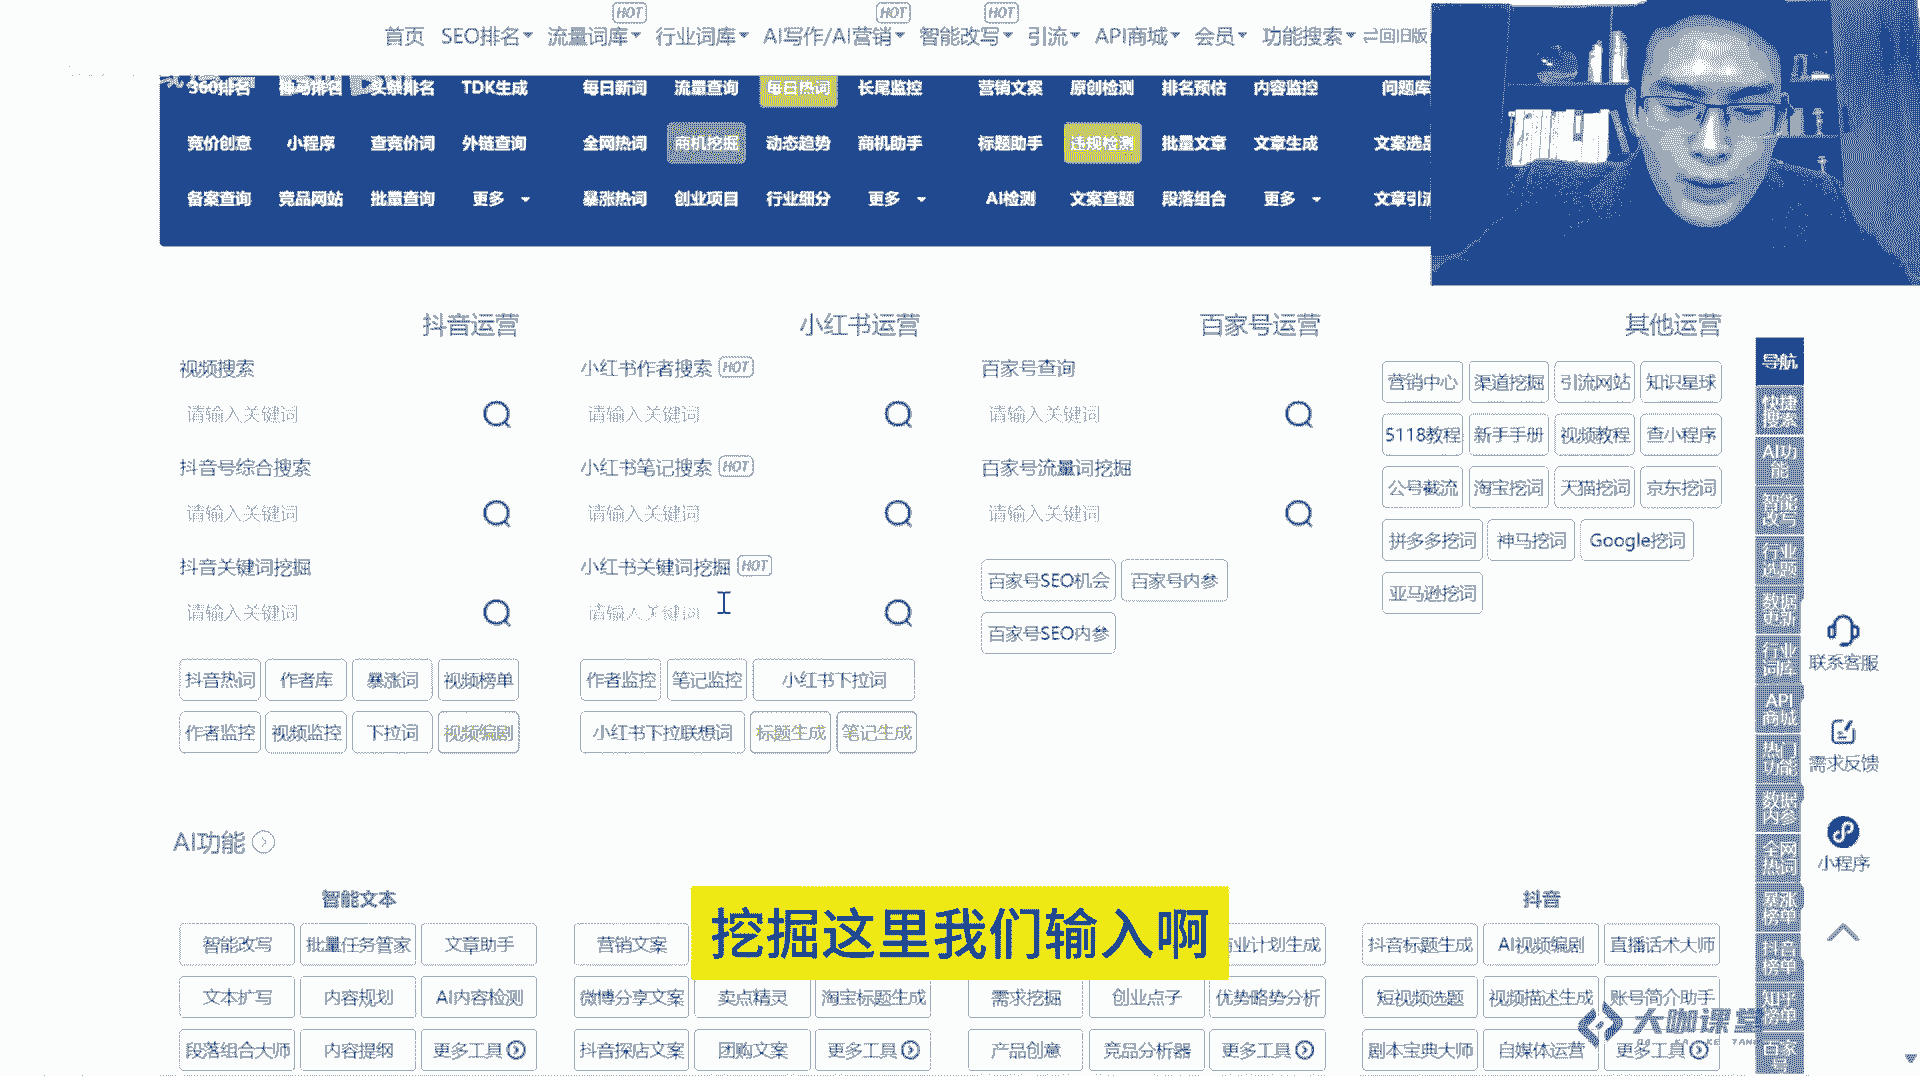 HOT HOT HOT
首页 SEO排名 流量词库 行业词库 AI写作/AI营销 智能改写 引流 API商城 会员 功能搜索 回旧版
360排名 神马排名 头条排名 TDK生成 每日新词 流量查询 每日热词 长尾监控 营销文案 原创检测 排名预估 内容监控 问题库
竞价创意 小程序 查竞价词 外链查询 全网热词 商机挖掘 动态趋势 商机助手 标题助手 违规检测 批量文章 文章生成 文案选品
备案查询 竞品网站 批量查询 更多 暴涨热词 创业项目 行业细分 更多 AI检测 文案查题 段落组合 更多 文章引流
抖音运营 小红书运营 百家号运营 其他运营
视频搜索 小红书作者搜索 HOT 百家号查询
请输入关键词 请输入关键词 请输入关键词
抖音号综合搜索 小红书笔记搜索 HOT 百家号流量词挖掘
请输入关键词 请输入关键词 请输入关键词
抖音关键词挖掘 小红书关键词挖掘 HOT
请输入关键词 请输入关键词
抖音热词 作者库 暴涨词 视频榜单 作者监控 笔记监控 小红书下拉词
作者监控 视频监控 下拉词 视频编剧 小红书下拉联想词 标题生成 笔记生成
百家号SEO机会 百家号内参
百家号SEO内参
营销中心 渠道挖掘 引流网站 知识星球
5118教程 新手手册 视频教程 查小程序
公号截流 淘宝挖词 天猫挖词 京东挖词
拼多多挖词 神马挖词 Google挖词
亚马逊挖词
导航
快捷搜索
AI功能
智能改写
行业选题
数据更新
行业词库
API商城
热门功能
数据内参
全网热词
暴涨榜单
抖音榜单
知乎榜单
百家号
联系客服
需求反馈
小程序
AI功能
智能文本 抖音
智能改写 批量任务管家 文章助手 营销文案 业计划生成 抖音标题生成 AI视频编剧 直播话术大师
挖掘这里我们输入啊
文本扩写 内容规划 AI内容检测 微博分享文案 卖点精灵 淘宝标题生成 需求挖掘 创业点子 优势略势分析 短视频选题 视频描述生成 账号简介助手
段落组合大师 内容提纲 更多工具 抖音探店文案 团购文案 更多工具 产品创意 竞品分析器 更多工具 剧本宝典大师 自媒体运营 更多工具
大咖课堂
DA KA KE TANG